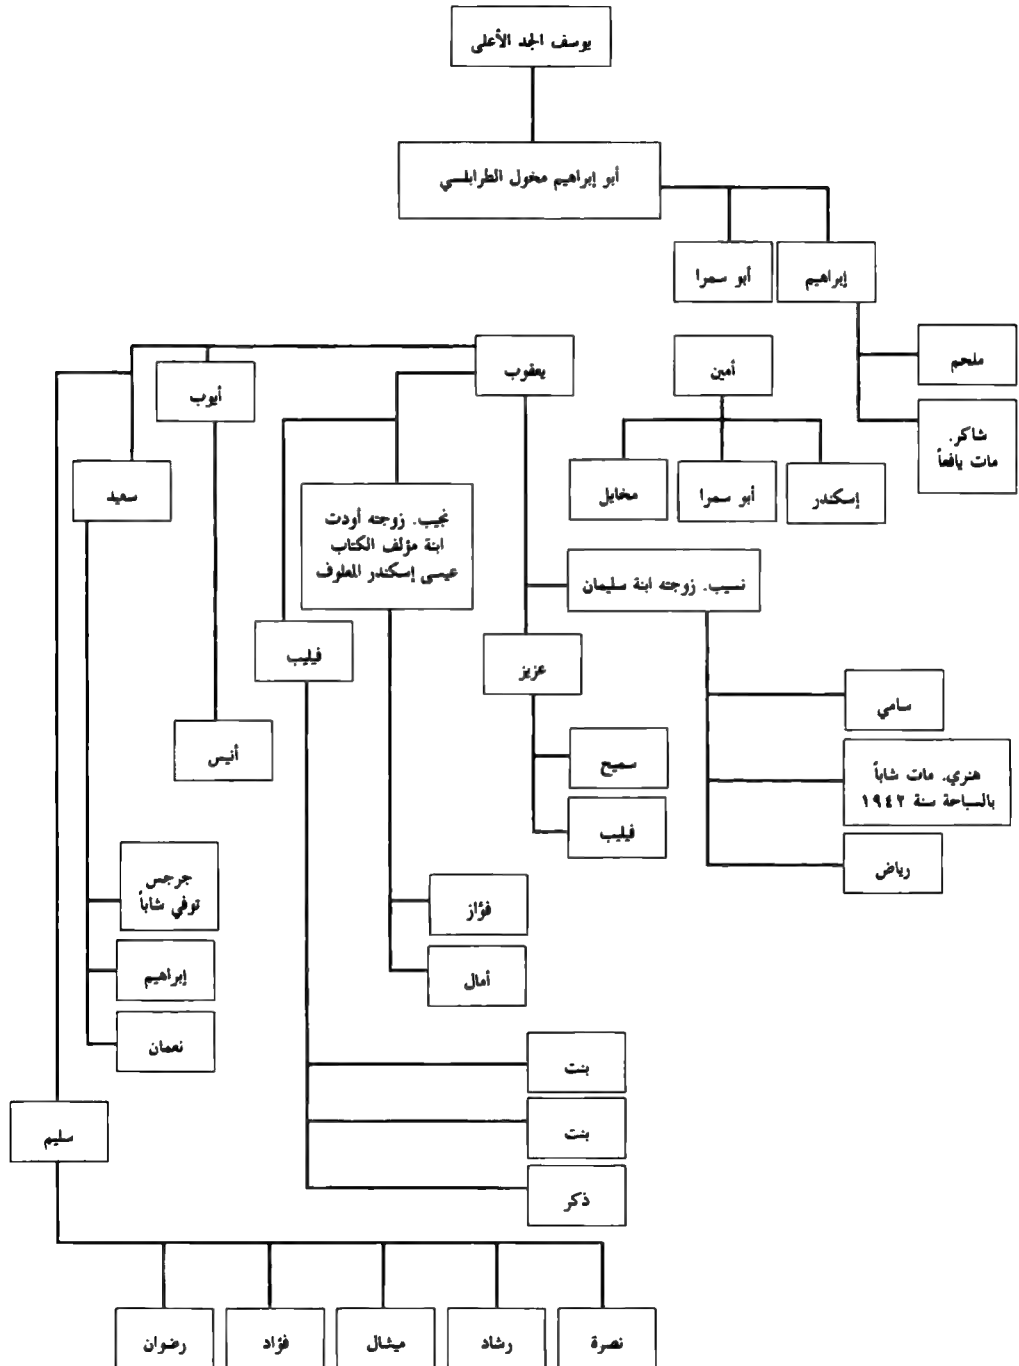 يوسف الجد الأعلى
أبو إبراهيم مخول الطرابلسي
إبراهيم
أبو سمرا
ملحم
شاكر.
مات يافعاً
أمين
إسكندر
أبو سمرا
مخايل
يعقوب
أيوب
سعيد
نجيب. زوجته أودت
ابنة مؤلف الكتاب
عيسى إسكندر المعلوف
نسيب. زوجته ابنة سليمان
فيليب
عزيز
سامي
هنري. مات شاباً
بالسباحة سنة ١٩٤٢
رياض
سميح
فيليب
أنيس
جرجس
توفي شاباً
إبراهيم
نعمان
فؤاز
أمال
بنت
بنت
ذكر
سليم
نصرة
رشاد
ميشال
فؤاد
رضوان